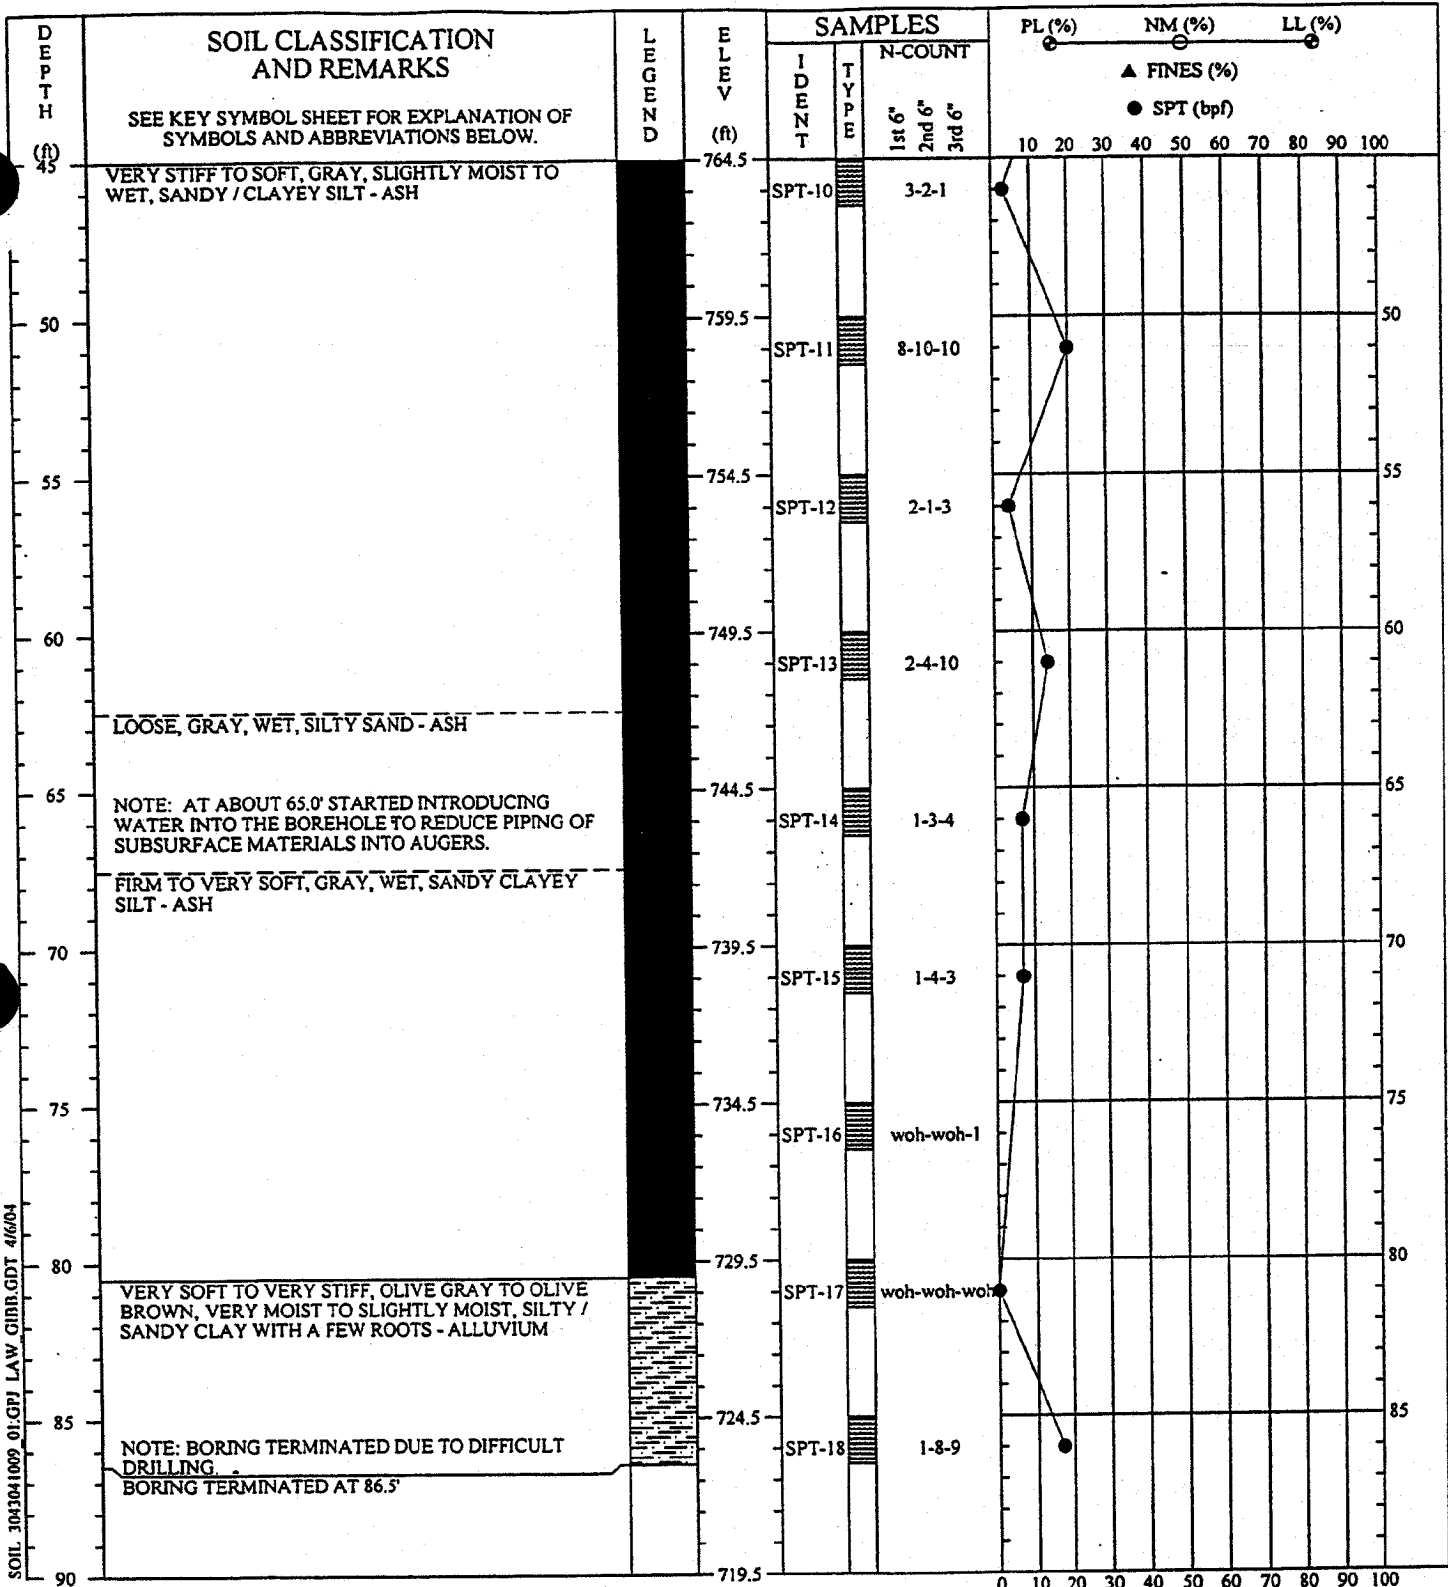 DEPTH
(ft)
SOIL CLASSIFICATION
AND REMARKS
SEE KEY SYMBOL SHEET FOR EXPLANATION OF
SYMBOLS AND ABBREVIATIONS BELOW.
LEGEND
ELEV
(ft)
SAMPLES
IDENT
TYPE
N-COUNT
1st 6"
2nd 6"
3rd 6"
PL (%) NM (%) LL (%)
▲ FINES (%)
● SPT (bpf)
10 20 30 40 50 60 70 80 90 100
45 764.5
VERY STIFF TO SOFT, GRAY, SLIGHTLY MOIST TO
WET, SANDY / CLAYEY SILT - ASH
SPT-10 3-2-1
50 759.5 50
SPT-11 8-10-10
55 754.5 55
SPT-12 2-1-3
60 749.5 60
SPT-13 2-4-10
LOOSE, GRAY, WET, SILTY SAND - ASH
65 744.5 65
NOTE: AT ABOUT 65.0' STARTED INTRODUCING
WATER INTO THE BOREHOLE TO REDUCE PIPING OF
SUBSURFACE MATERIALS INTO AUGERS.
SPT-14 1-3-4
FIRM TO VERY SOFT, GRAY, WET, SANDY CLAYEY
SILT - ASH
70 739.5 70
SPT-15 1-4-3
75 734.5 75
SPT-16 woh-woh-1
80 729.5 80
VERY SOFT TO VERY STIFF, OLIVE GRAY TO OLIVE
BROWN, VERY MOIST TO SLIGHTLY MOIST, SILTY /
SANDY CLAY WITH A FEW ROOTS - ALLUVIUM
SPT-17 woh-woh-woh
85 724.5 85
NOTE: BORING TERMINATED DUE TO DIFFICULT
DRILLING.
SPT-18 1-8-9
BORING TERMINATED AT 86.5'
90 719.5
0 10 20 30 40 50 60 70 80 90 100
SOIL 3043041009 01.GPJ LAW GIBB.GDT 4/6/04